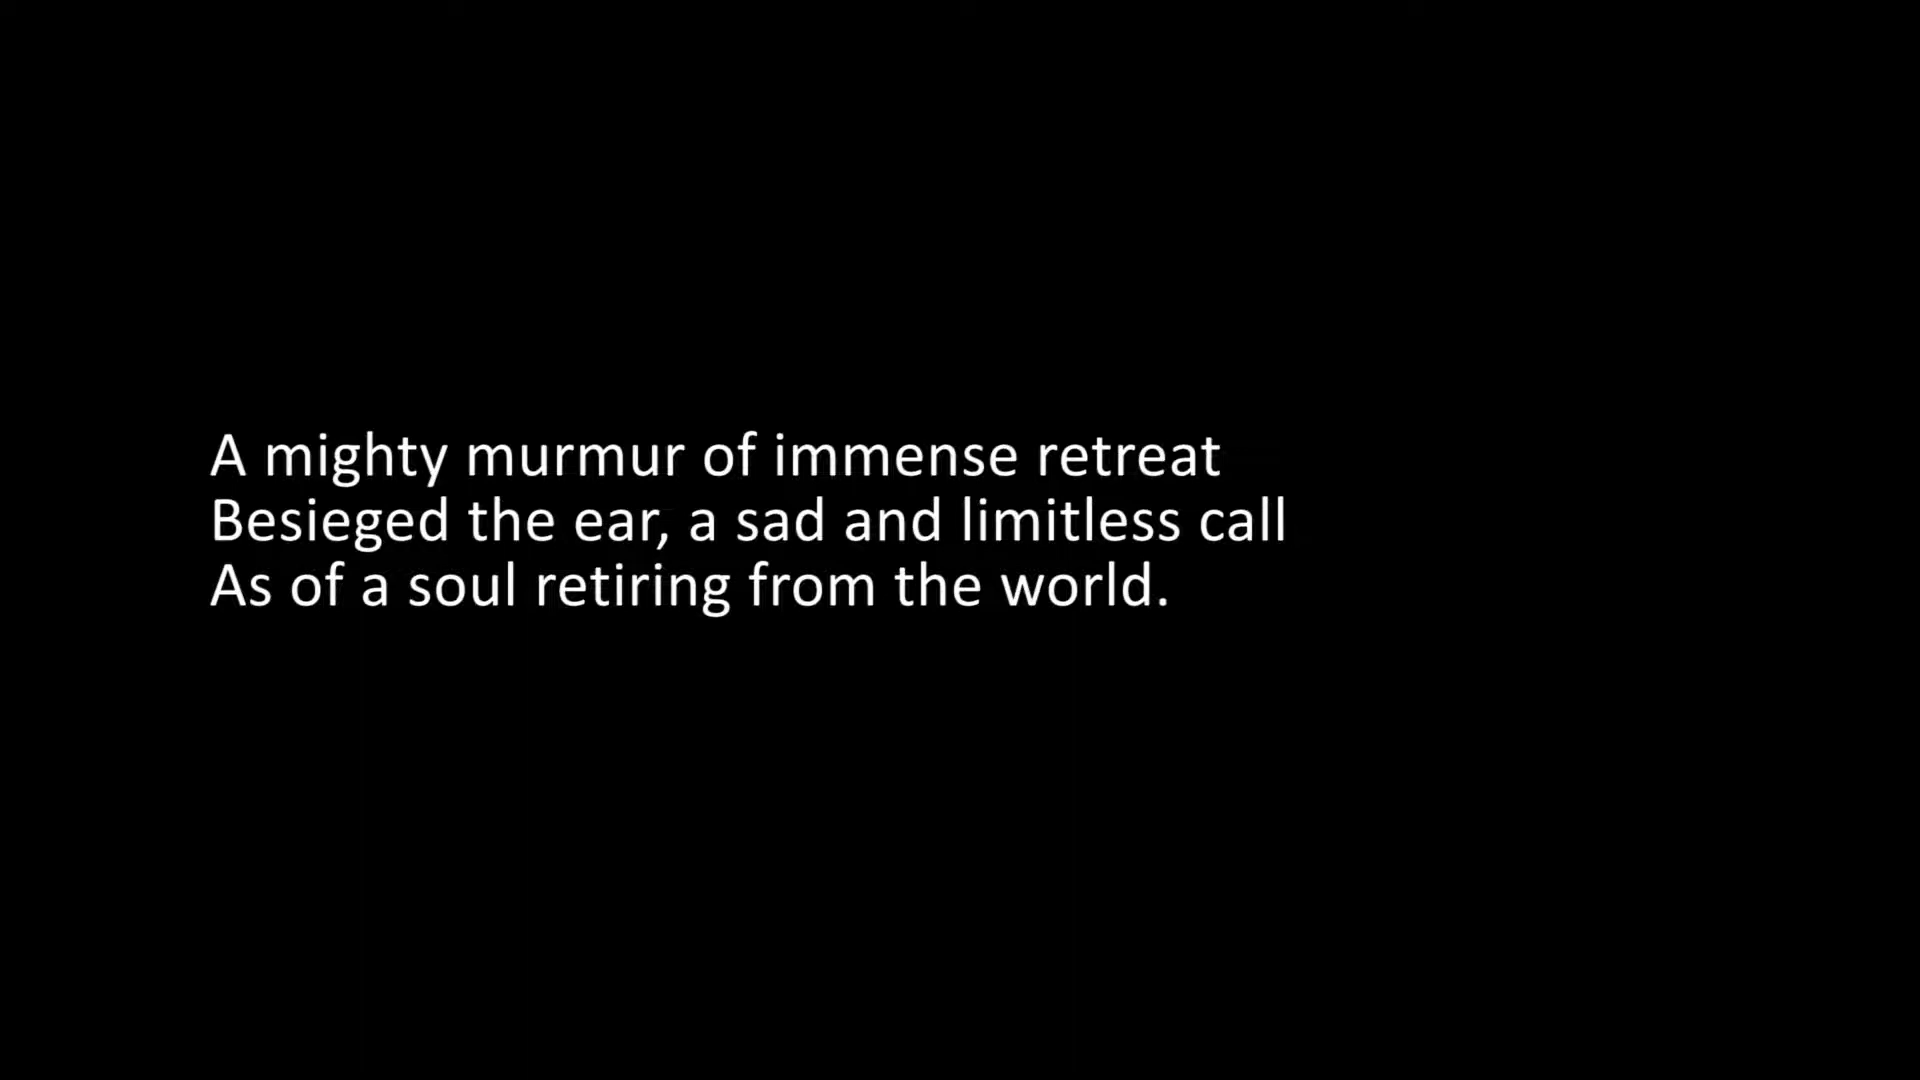 A mighty murmur of immense retreat
Besieged the ear, a sad and limitless call
As of a soul retiring from the world.